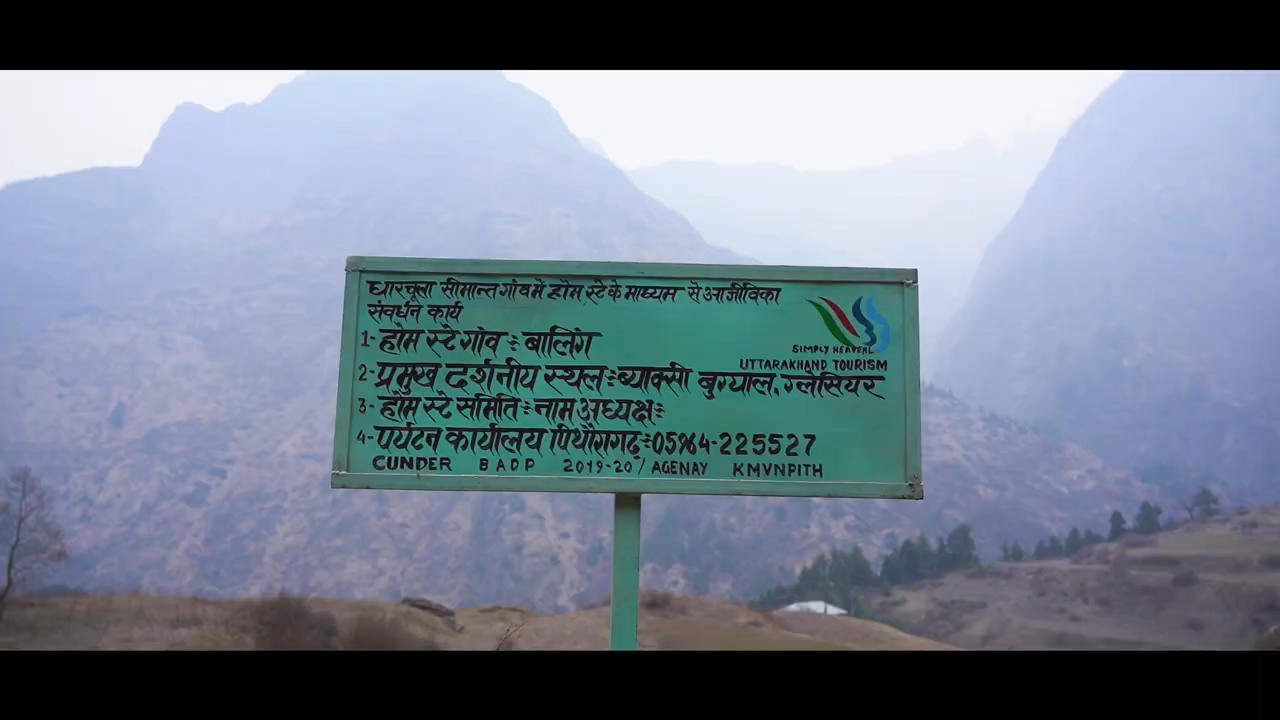 धारचूला सीमान्त गांव में होम स्टे के माध्यम से आजीविका
संवर्धन कार्य
1- होम स्टे गांव :- बालिंग
SIMPLY HEAVEN!
UTTARAKHAND TOURISM
2- प्रमुख दर्शनीय स्थल :- ब्याक्सी बुग्याल, ग्लेसियर
3- होम स्टे समिति :- नाम अध्यक्ष :-
4- पर्यटन कार्यालय पिथौरागढ़ :- 05964-225527
CUNDER BADP 2019-20/ AGENAY KMVNPITH